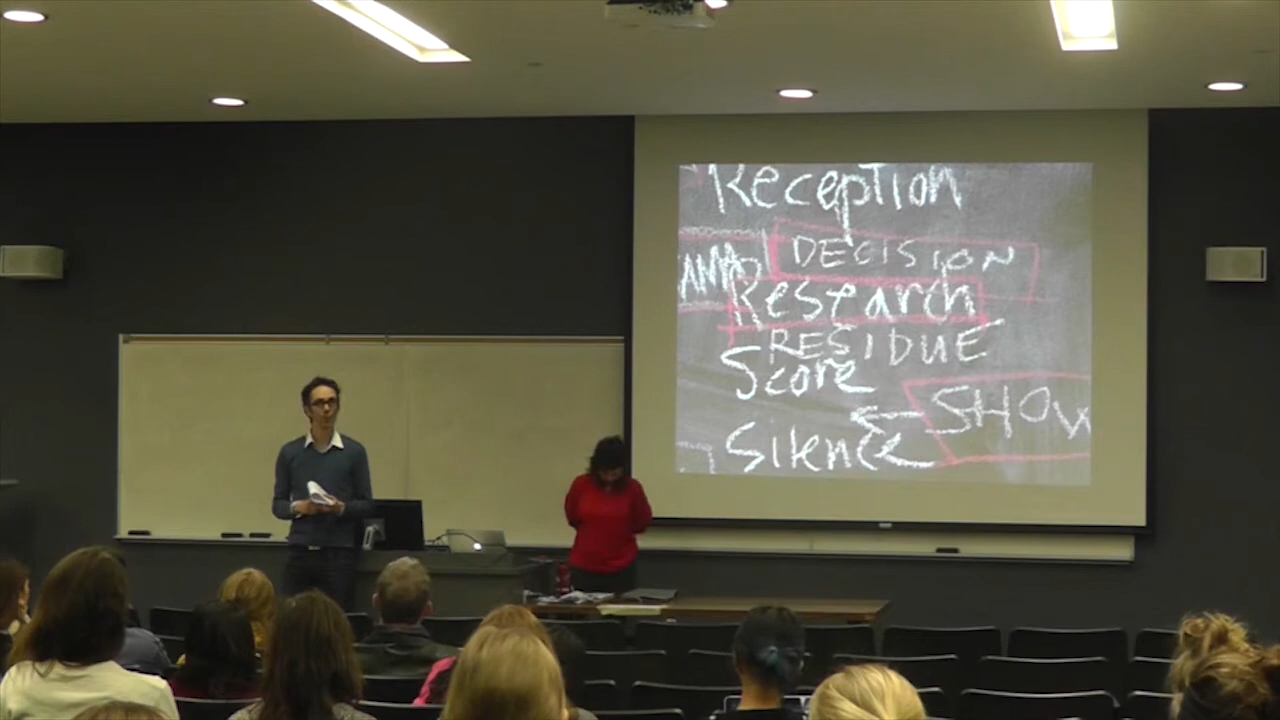 Reception
DECISION
Research
RESIDUE
Score
SHOW
Silence